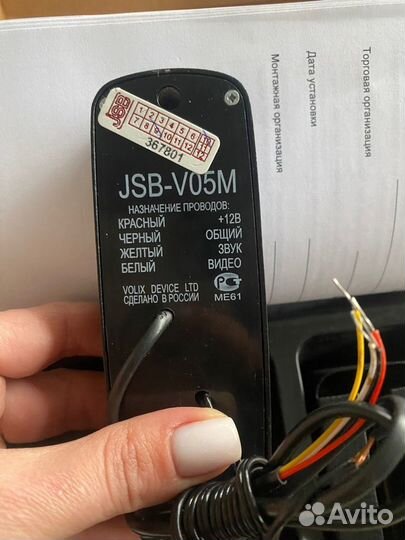 Торговая организация
Дата установки
Монтажная организация
JSB
1 2 3 4 5 6
7 8 9 10 11 12
367801
JSB-V05M
НАЗНАЧЕНИЕ ПРОВОДОВ:
КРАСНЫЙ +12В
ЧЕРНЫЙ ОБЩИЙ
ЖЕЛТЫЙ ЗВУК
БЕЛЫЙ ВИДЕО
VOLIX DEVICE LTD
СДЕЛАНО В РОССИИ
МЕ61
Avito